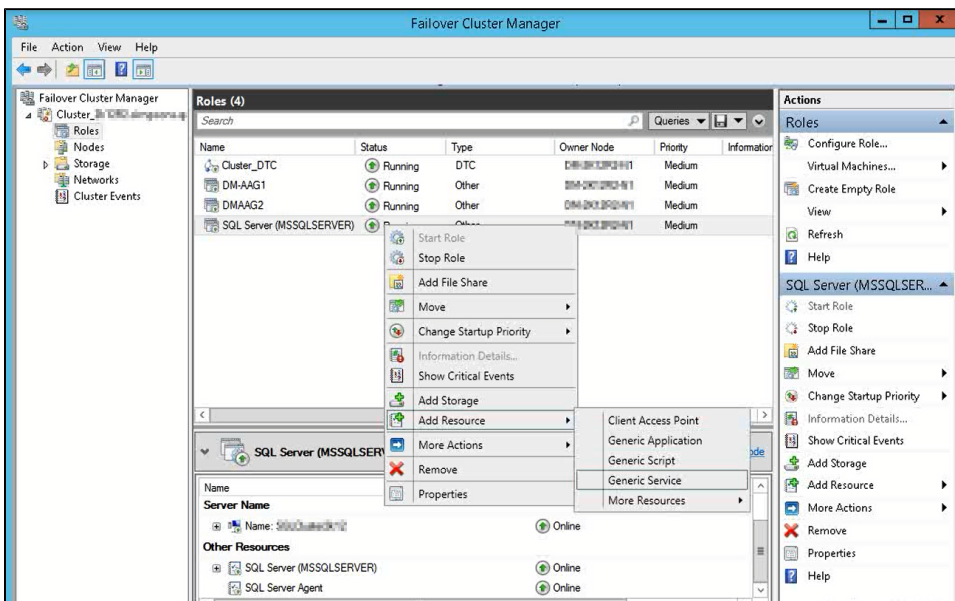 Failover Cluster Manager
File Action View Help
Failover Cluster Manager
Cluster_
Roles
Nodes
Storage
Networks
Cluster Events
Roles (4)
Search
Queries
Name Status Type Owner Node Priority Information
Cluster_DTC Running DTC Medium
DM-AAG1 Running Other Medium
DMAAG2 Running Other Medium
SQL Server (MSSQLSERVER) Medium
Start Role
Stop Role
Add File Share
Move
Change Startup Priority
Information Details...
Show Critical Events
Add Storage
Add Resource
More Actions
Remove
Properties
Client Access Point
Generic Application
Generic Script
Generic Service
More Resources
SQL Server (MSSQLSERV
Name
Server Name
Name:
Online
Other Resources
SQL Server (MSSQLSERVER) Online
SQL Server Agent Online
Actions
Roles
Configure Role...
Virtual Machines...
Create Empty Role
View
Refresh
Help
SQL Server (MSSQLSER...
Start Role
Stop Role
Add File Share
Move
Change Startup Priority
Information Details...
Show Critical Events
Add Storage
Add Resource
More Actions
Remove
Properties
Help